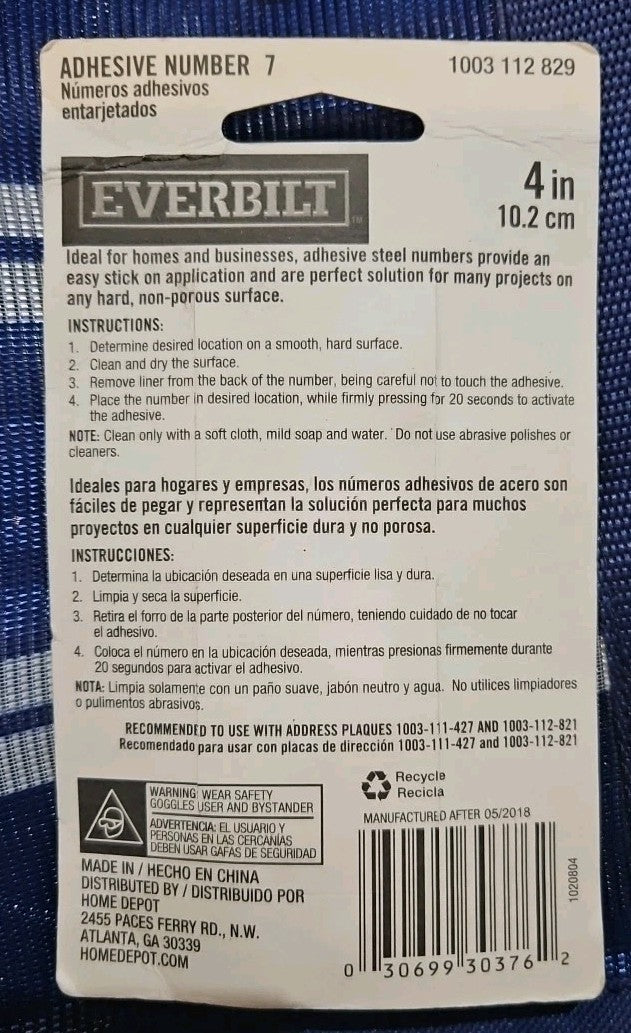 ADHESIVE NUMBER 7
1003 112 829
Números adhesivos
entarjetados
EVERBILT
TM
4 in
10.2 cm
Ideal for homes and businesses, adhesive steel numbers provide an
easy stick on application and are perfect solution for many projects on
any hard, non-porous surface.
INSTRUCTIONS:
1. Determine desired location on a smooth, hard surface.
2. Clean and dry the surface.
3. Remove liner from the back of the number, being careful not to touch the adhesive.
4. Place the number in desired location, while firmly pressing for 20 seconds to activate
the adhesive.
NOTE: Clean only with a soft cloth, mild soap and water. Do not use abrasive polishes or
cleaners.
Ideales para hogares y empresas, los números adhesivos de acero son
fáciles de pegar y representan la solución perfecta para muchos
proyectos en cualquier superficie dura y no porosa.
INSTRUCCIONES:
1. Determina la ubicación deseada en una superficie lisa y dura.
2. Limpia y seca la superficie.
3. Retira el forro de la parte posterior del número, teniendo cuidado de no tocar
el adhesivo.
4. Coloca el número en la ubicación deseada, mientras presionas firmemente durante
20 segundos para activar el adhesivo.
NOTA: Limpia solamente con un paño suave, jabón neutro y agua. No utilices limpiadores
o pulimentos abrasivos.
RECOMMENDED TO USE WITH ADDRESS PLAQUES 1003-111-427 AND 1003-112-821
Recomendado para usar con placas de dirección 1003-111-427 and 1003-112-821
WARNING: WEAR SAFETY
GOGGLES USER AND BYSTANDER
ADVERTENCIA: EL USUARIO Y
PERSONAS EN LAS CERCANÍAS
DEBEN USAR GAFAS DE SEGURIDAD
MADE IN / HECHO EN CHINA
DISTRIBUTED BY / DISTRIBUIDO POR
HOME DEPOT
2455 PACES FERRY RD., N.W.
ATLANTA, GA 30339
HOMEDEPOT.COM
Recycle
Recicla
MANUFACTURED AFTER 05/2018
1020804
0 30699 30376 2